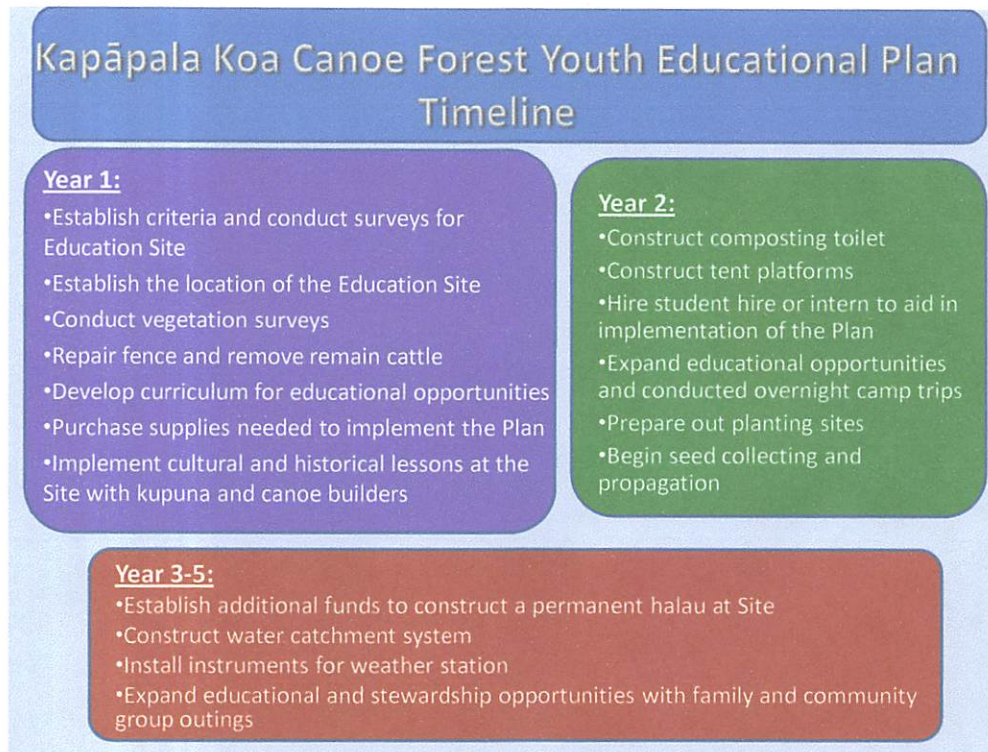 Kapāpala Koa Canoe Forest Youth Educational Plan
Timeline
Year 1:
•Establish criteria and conduct surveys for
Education Site
•Establish the location of the Education Site
•Conduct vegetation surveys
•Repair fence and remove remain cattle
•Develop curriculum for educational opportunities
•Purchase supplies needed to implement the Plan
•Implement cultural and historical lessons at the
Site with kupuna and canoe builders
Year 2:
•Construct composting toilet
•Construct tent platforms
•Hire student hire or intern to aid in
implementation of the Plan
•Expand educational opportunities
and conducted overnight camp trips
•Prepare out planting sites
•Begin seed collecting and
propagation
Year 3-5:
•Establish additional funds to construct a permanent halau at Site
•Construct water catchment system
•Install instruments for weather station
•Expand educational and stewardship opportunities with family and community
group outings